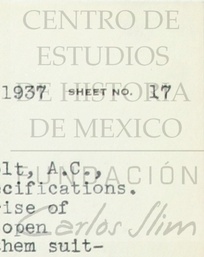 CENTRO DE
ESTUDIOS
DE HISTORIA
DE MEXICO
1937 SHEET NO. 17
FUNDACIÓN
Carlos Slim
lt, A.C.,
ecifications.
rise of
open
them suit-